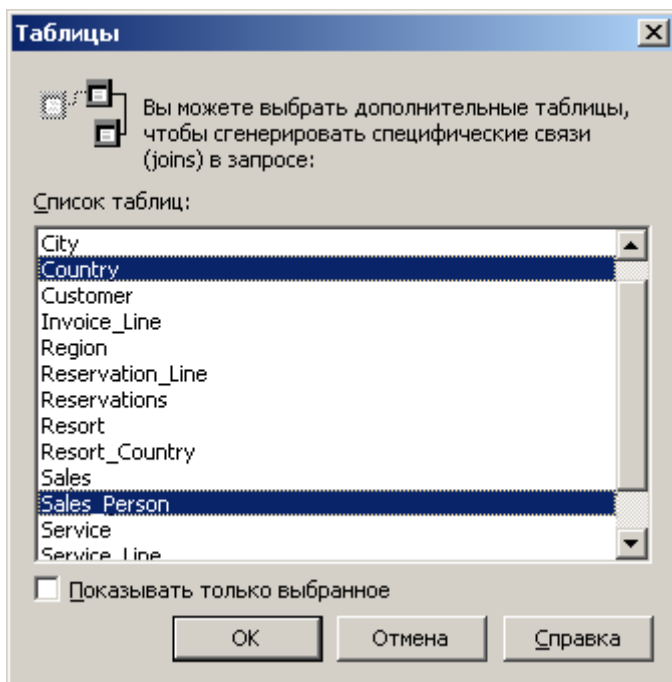 Таблицы
Вы можете выбрать дополнительные таблицы,
чтобы сгенерировать специфические связи
(joins) в запросе:
Список таблиц:
City
Country
Customer
Invoice_Line
Region
Reservation_Line
Reservations
Resort
Resort_Country
Sales
Sales_Person
Service
Service_Line
Показывать только выбранное
OK
Отмена
Справка